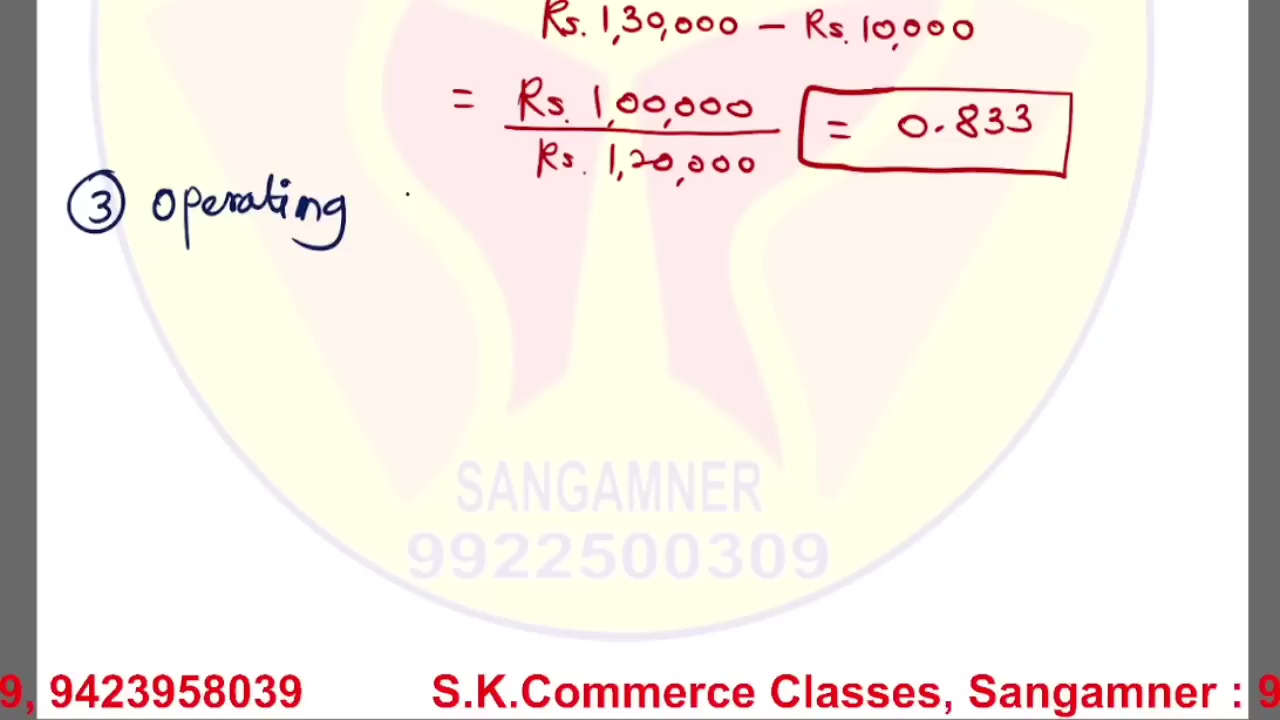 Rs. 1,30,000 – Rs. 10,000
= Rs. 1,00,000 = 0.833
Rs. 1,20,000
③ operating
SANGAMNER
9922500309
9, 9423958039 S.K.Commerce Classes, Sangamner : 9